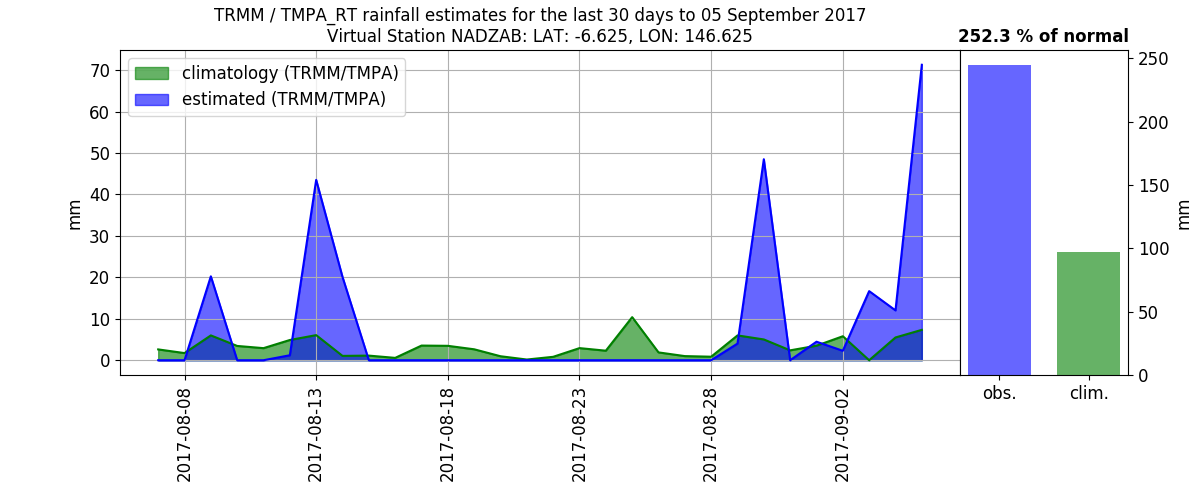 TRMM / TMPA_RT rainfall estimates for the last 30 days to 05 September 2017
Virtual Station NADZAB: LAT: -6.625, LON: 146.625
252.3 % of normal
climatology (TRMM/TMPA)
estimated (TRMM/TMPA)
mm
70
60
50
40
30
20
10
0
2017-08-08
2017-08-13
2017-08-18
2017-08-23
2017-08-28
2017-09-02
250
200
150
100
50
0
mm
obs.
clim.